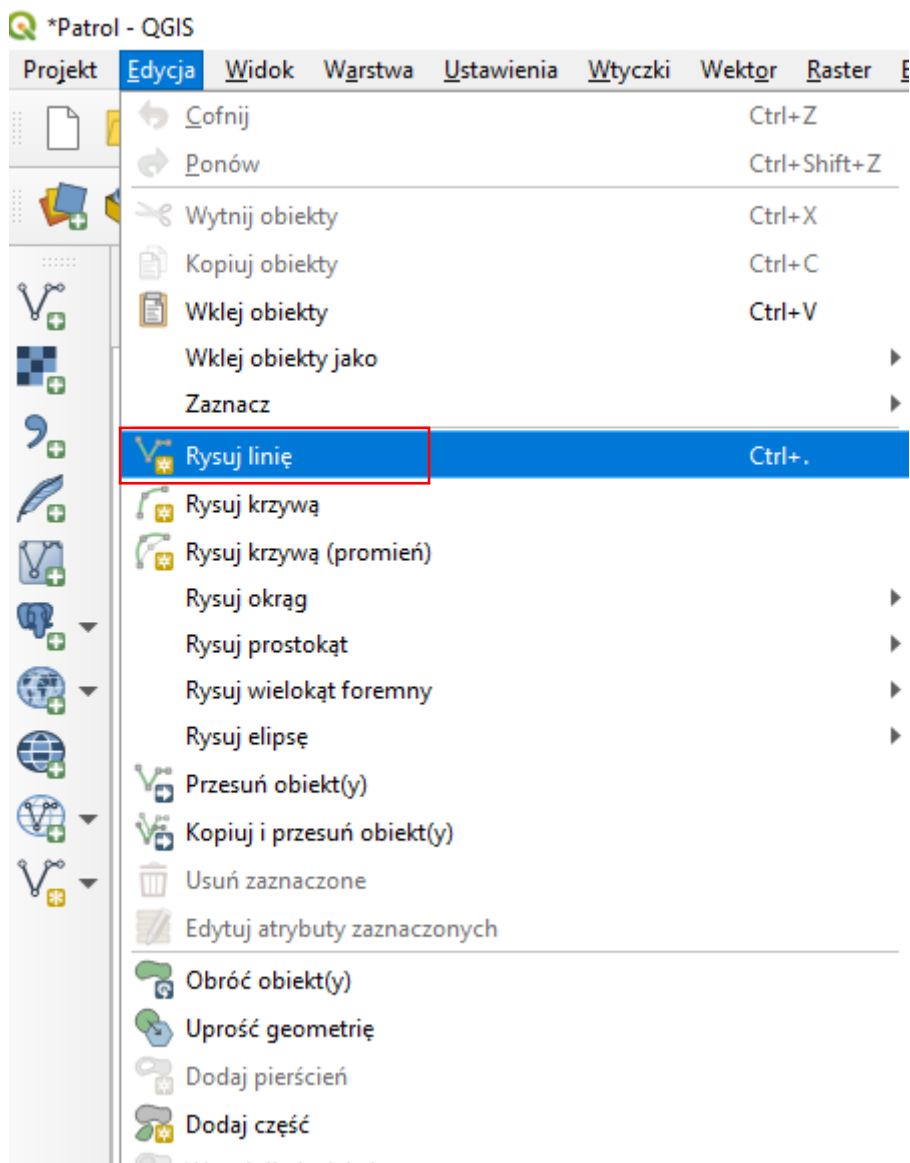 *Patrol - QGIS
Projekt Edycja Widok Warstwa Ustawienia Wtyczki Wektor Raster
Cofnij Ctrl+Z
Ponów Ctrl+Shift+Z
Wytnij obiekty Ctrl+X
Kopiuj obiekty Ctrl+C
Wklej obiekty Ctrl+V
Wklej obiekty jako
Zaznacz
Rysuj linię Ctrl+.
Rysuj krzywą
Rysuj krzywą (promień)
Rysuj okrąg
Rysuj prostokąt
Rysuj wielokąt foremny
Rysuj elipsę
Przesuń obiekt(y)
Kopiuj i przesuń obiekt(y)
Usuń zaznaczone
Edytuj atrybuty zaznaczonych
Obróć obiekt(y)
Uprość geometrię
Dodaj pierścień
Dodaj część